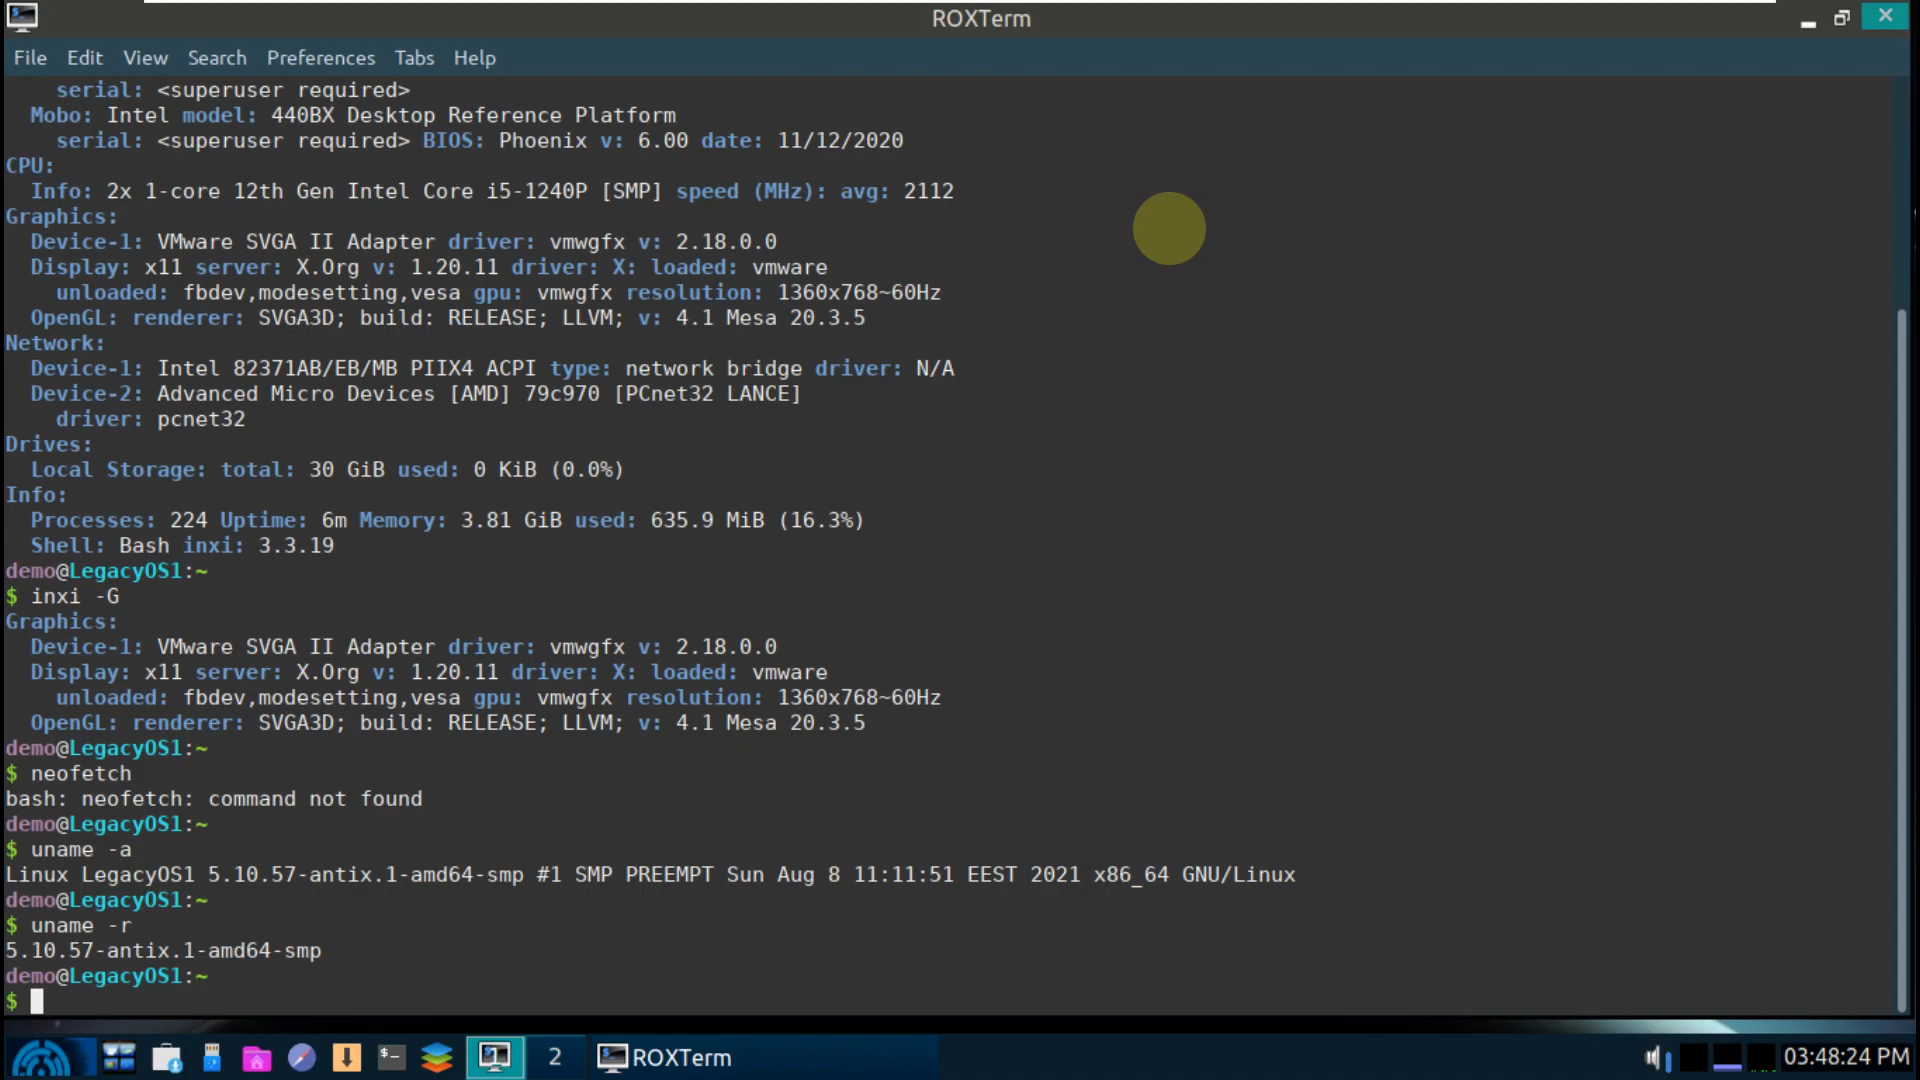 ROXTerm
File Edit View Search Preferences Tabs Help
serial: <superuser required>
Mobo: Intel model: 440BX Desktop Reference Platform
serial: <superuser required> BIOS: Phoenix v: 6.00 date: 11/12/2020
CPU:
Info: 2x 1-core 12th Gen Intel Core i5-1240P [SMP] speed (MHz): avg: 2112
Graphics:
Device-1: VMware SVGA II Adapter driver: vmwgfx v: 2.18.0.0
Display: x11 server: X.Org v: 1.20.11 driver: X: loaded: vmware
unloaded: fbdev,modesetting,vesa gpu: vmwgfx resolution: 1360x768~60Hz
OpenGL: renderer: SVGA3D; build: RELEASE; LLVM; v: 4.1 Mesa 20.3.5
Network:
Device-1: Intel 82371AB/EB/MB PIIX4 ACPI type: network bridge driver: N/A
Device-2: Advanced Micro Devices [AMD] 79c970 [PCnet32 LANCE]
driver: pcnet32
Drives:
Local Storage: total: 30 GiB used: 0 KiB (0.0%)
Info:
Processes: 224 Uptime: 6m Memory: 3.81 GiB used: 635.9 MiB (16.3%)
Shell: Bash inxi: 3.3.19
demo@LegacyOS1:~
$ inxi -G
Graphics:
Device-1: VMware SVGA II Adapter driver: vmwgfx v: 2.18.0.0
Display: x11 server: X.Org v: 1.20.11 driver: X: loaded: vmware
unloaded: fbdev,modesetting,vesa gpu: vmwgfx resolution: 1360x768~60Hz
OpenGL: renderer: SVGA3D; build: RELEASE; LLVM; v: 4.1 Mesa 20.3.5
demo@LegacyOS1:~
$ neofetch
bash: neofetch: command not found
demo@LegacyOS1:~
$ uname -a
Linux LegacyOS1 5.10.57-antix.1-amd64-smp #1 SMP PREEMPT Sun Aug 8 11:11:51 EEST 2021 x86_64 GNU/Linux
demo@LegacyOS1:~
$ uname -r
5.10.57-antix.1-amd64-smp
demo@LegacyOS1:~
$
1 2 ROXTerm 03:48:24 PM